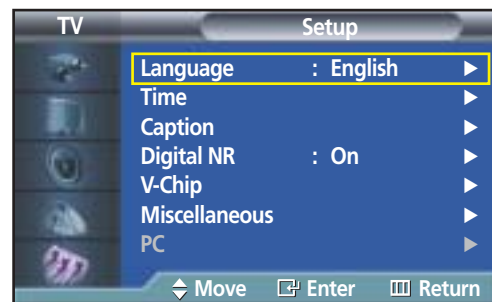 TV Setup
Language : English
Time
Caption
Digital NR : On
V-Chip
Miscellaneous
PC
Move Enter Return